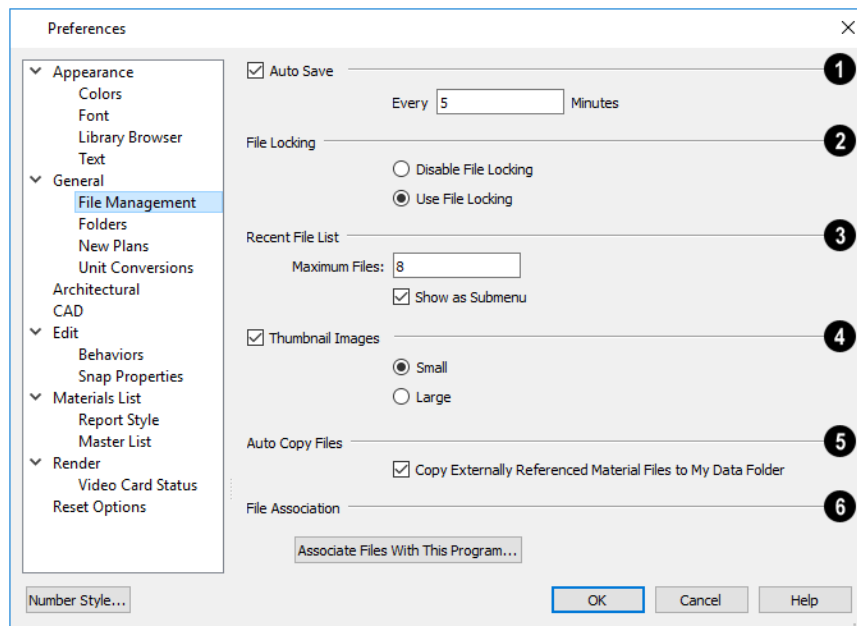 Preferences
Appearance
Colors
Font
Library Browser
Text
General
File Management
Folders
New Plans
Unit Conversions
Architectural
CAD
Edit
Behaviors
Snap Properties
Materials List
Report Style
Master List
Render
Video Card Status
Reset Options
Auto Save
1
Every 5 Minutes
File Locking
2
Disable File Locking
Use File Locking
Recent File List
3
Maximum Files: 8
Show as Submenu
Thumbnail Images
4
Small
Large
Auto Copy Files
5
Copy Externally Referenced Material Files to My Data Folder
File Association
6
Associate Files With This Program...
Number Style...
OK
Cancel
Help